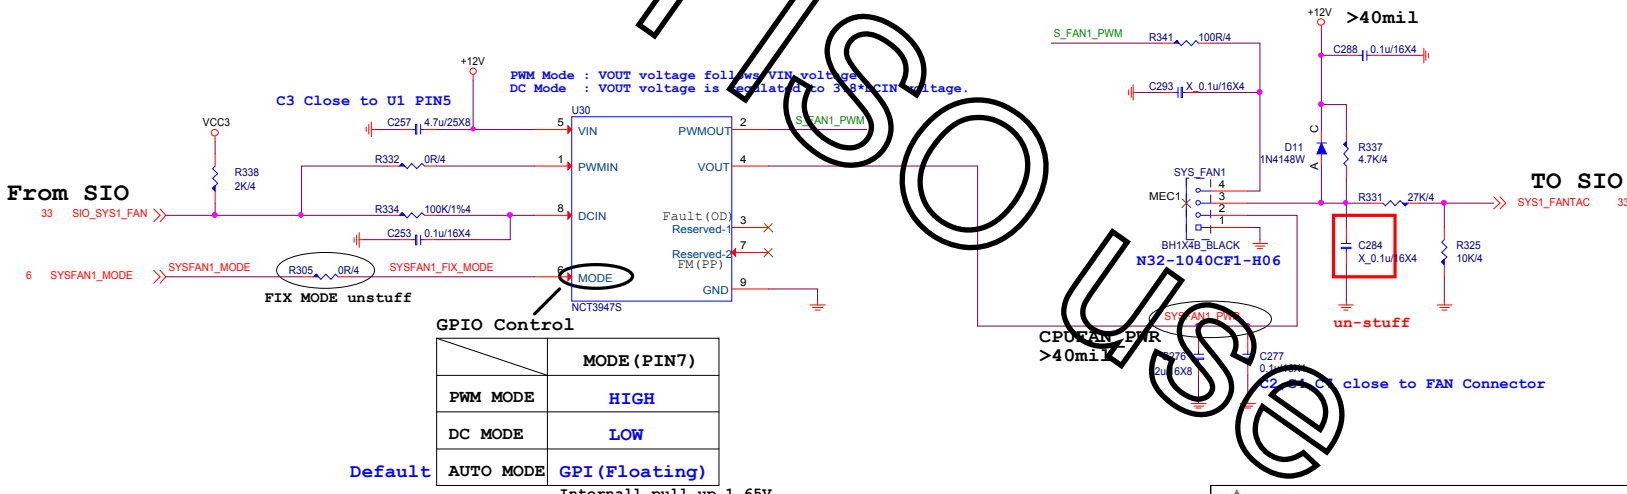 +12V
>40mil
S_FAN1_PWM
R341
100R/4
C288
0.1u/16X4
+12V
PWM Mode : VOUT voltage follows VIN voltage
DC Mode : VOUT voltage is regulated to 3.8*DCIN voltage.
C293
X_0.1u/16X4
C3 Close to U1 PIN5
U30
VCC3
C257
4.7u/25X8
5
VIN
PWMOUT
2
S_FAN1_PWM
C
D11
1N4148W
A
R337
4.7K/4
R338
2K/4
R332
0R/4
1
PWMIN
VOUT
4
SYS_FAN1
MEC1
4
3
2
1
From SIO
33
SIO_SYS1_FAN
R334
100K/1%4
8
DCIN
Fault(OD)
Reserved-1
3
R331
27K/4
TO SIO
SYS1_FANTAC
33
C253
0.1u/16X4
Reserved-2
FM(PP)
7
BH1X4B_BLACK
N32-1040CF1-H06
C284
X_0.1u/16X4
R325
10K/4
6
SYSFAN1_MODE
SYSFAN1_MODE
R305
0R/4
SYSFAN1_FIX_MODE
6
MODE
GND
9
FIX MODE unstuff
NCT3947S
GPIO Control
SYSFAN1_PWR
un-stuff
CPUFAN_PWR
>40mil
C276
C277
close to FAN Connector
MODE(PIN7)
PWM MODE
HIGH
DC MODE
LOW
Default
AUTO MODE
GPI(Floating)
Internall pull up 1.65V
use